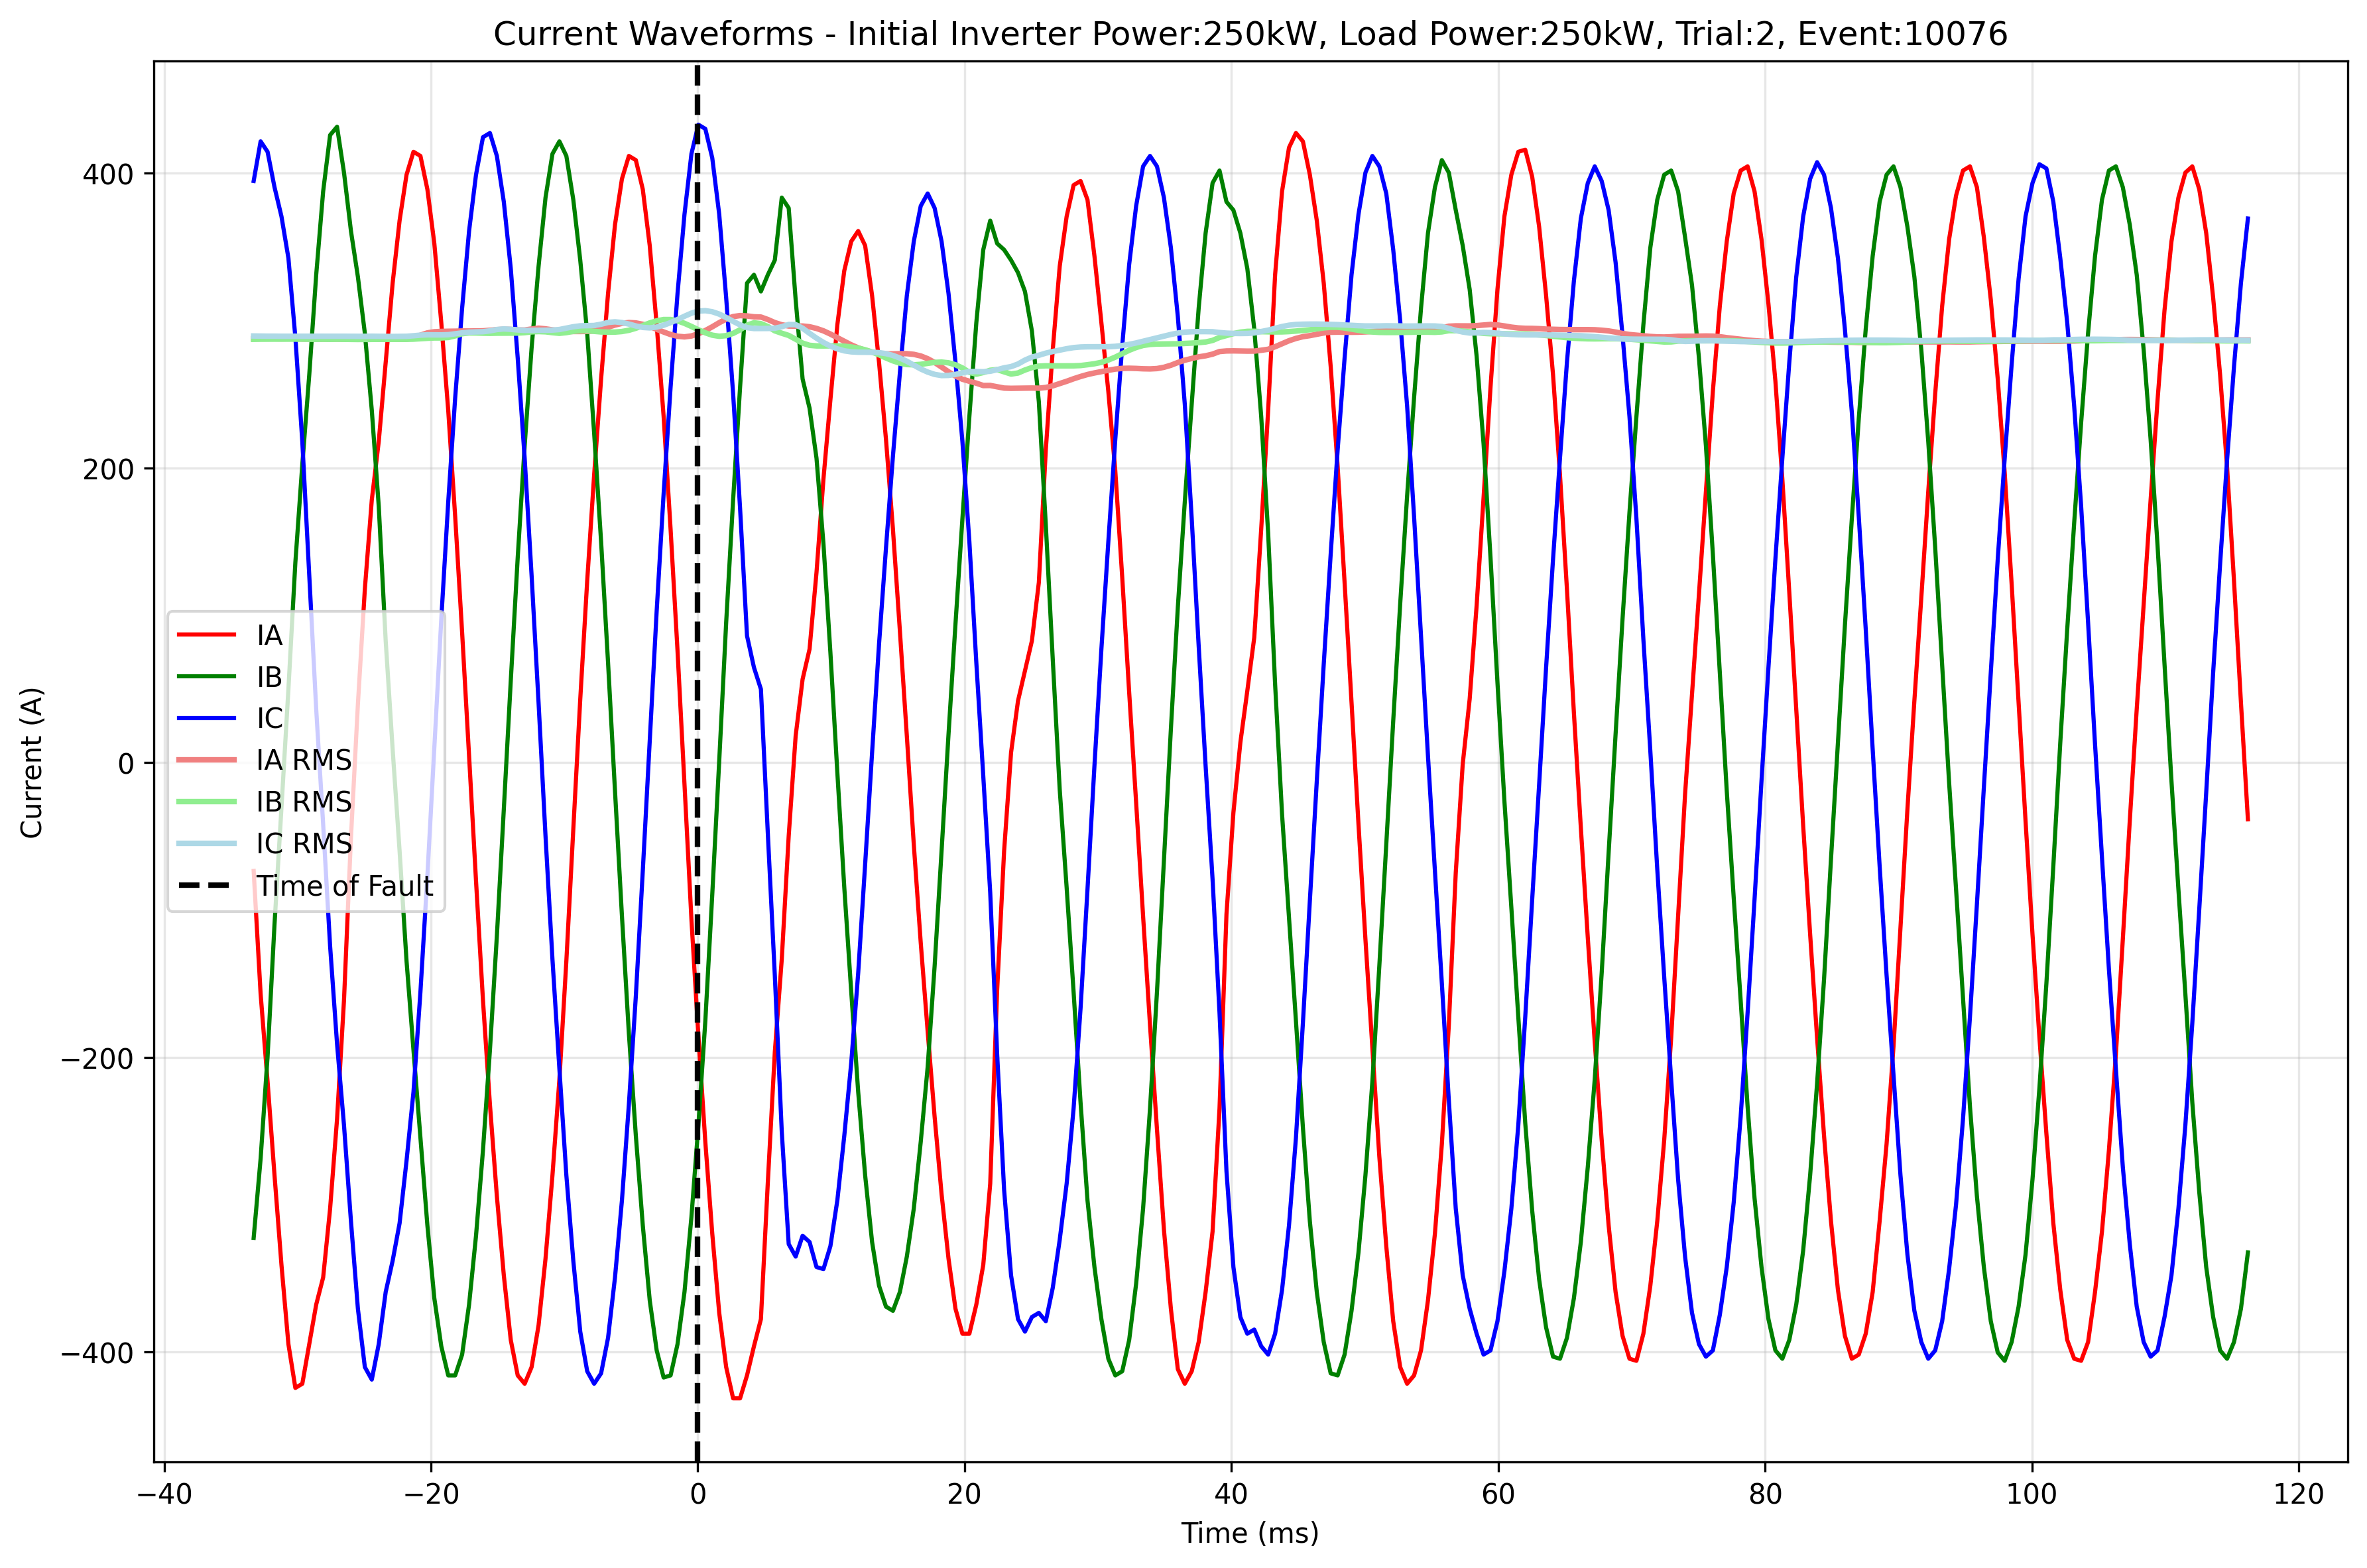 Current Waveforms - Initial Inverter Power:250kW, Load Power:250kW, Trial:2, Event:10076
Current (A)
400
200
0
−200
−400
IA
IB
IC
IA RMS
IB RMS
IC RMS
Time of Fault
−40
−20
0
20
40
60
80
100
120
Time (ms)